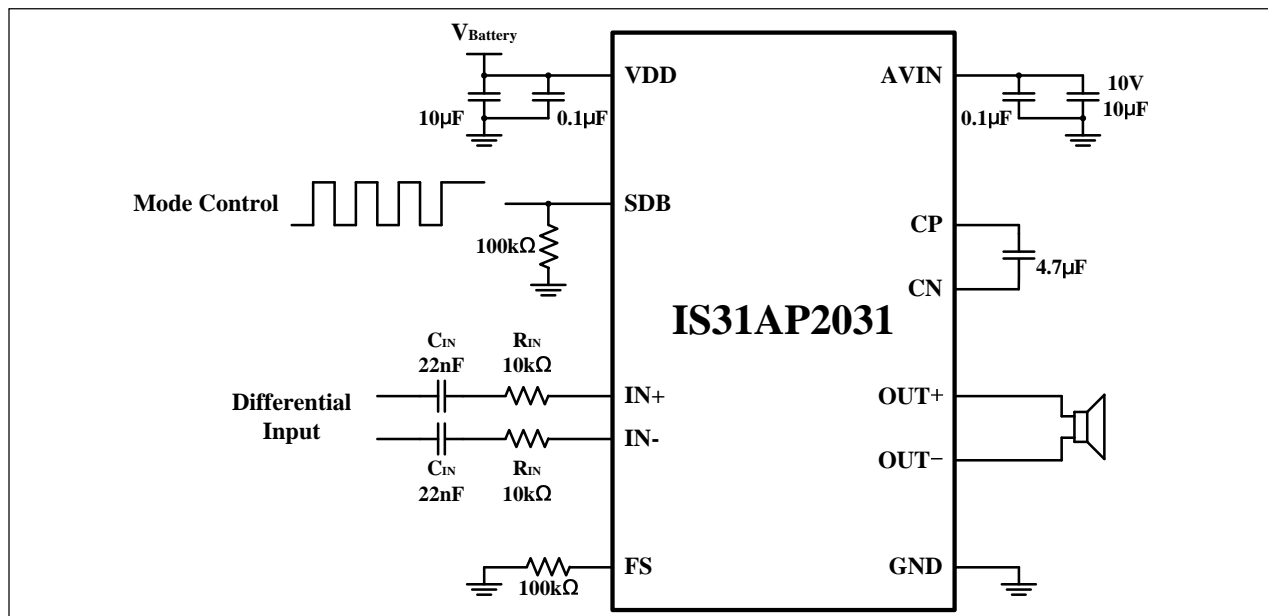 VBattery
VDD
10µF
0.1µF
AVIN
0.1µF
10V
10µF
Mode Control
SDB
100kΩ
CP
CN
4.7µF
IS31AP2031
CIN
22nF
RIN
10kΩ
Differential
Input
IN+
IN-
CIN
22nF
RIN
10kΩ
OUT+
OUT−
FS
100kΩ
GND